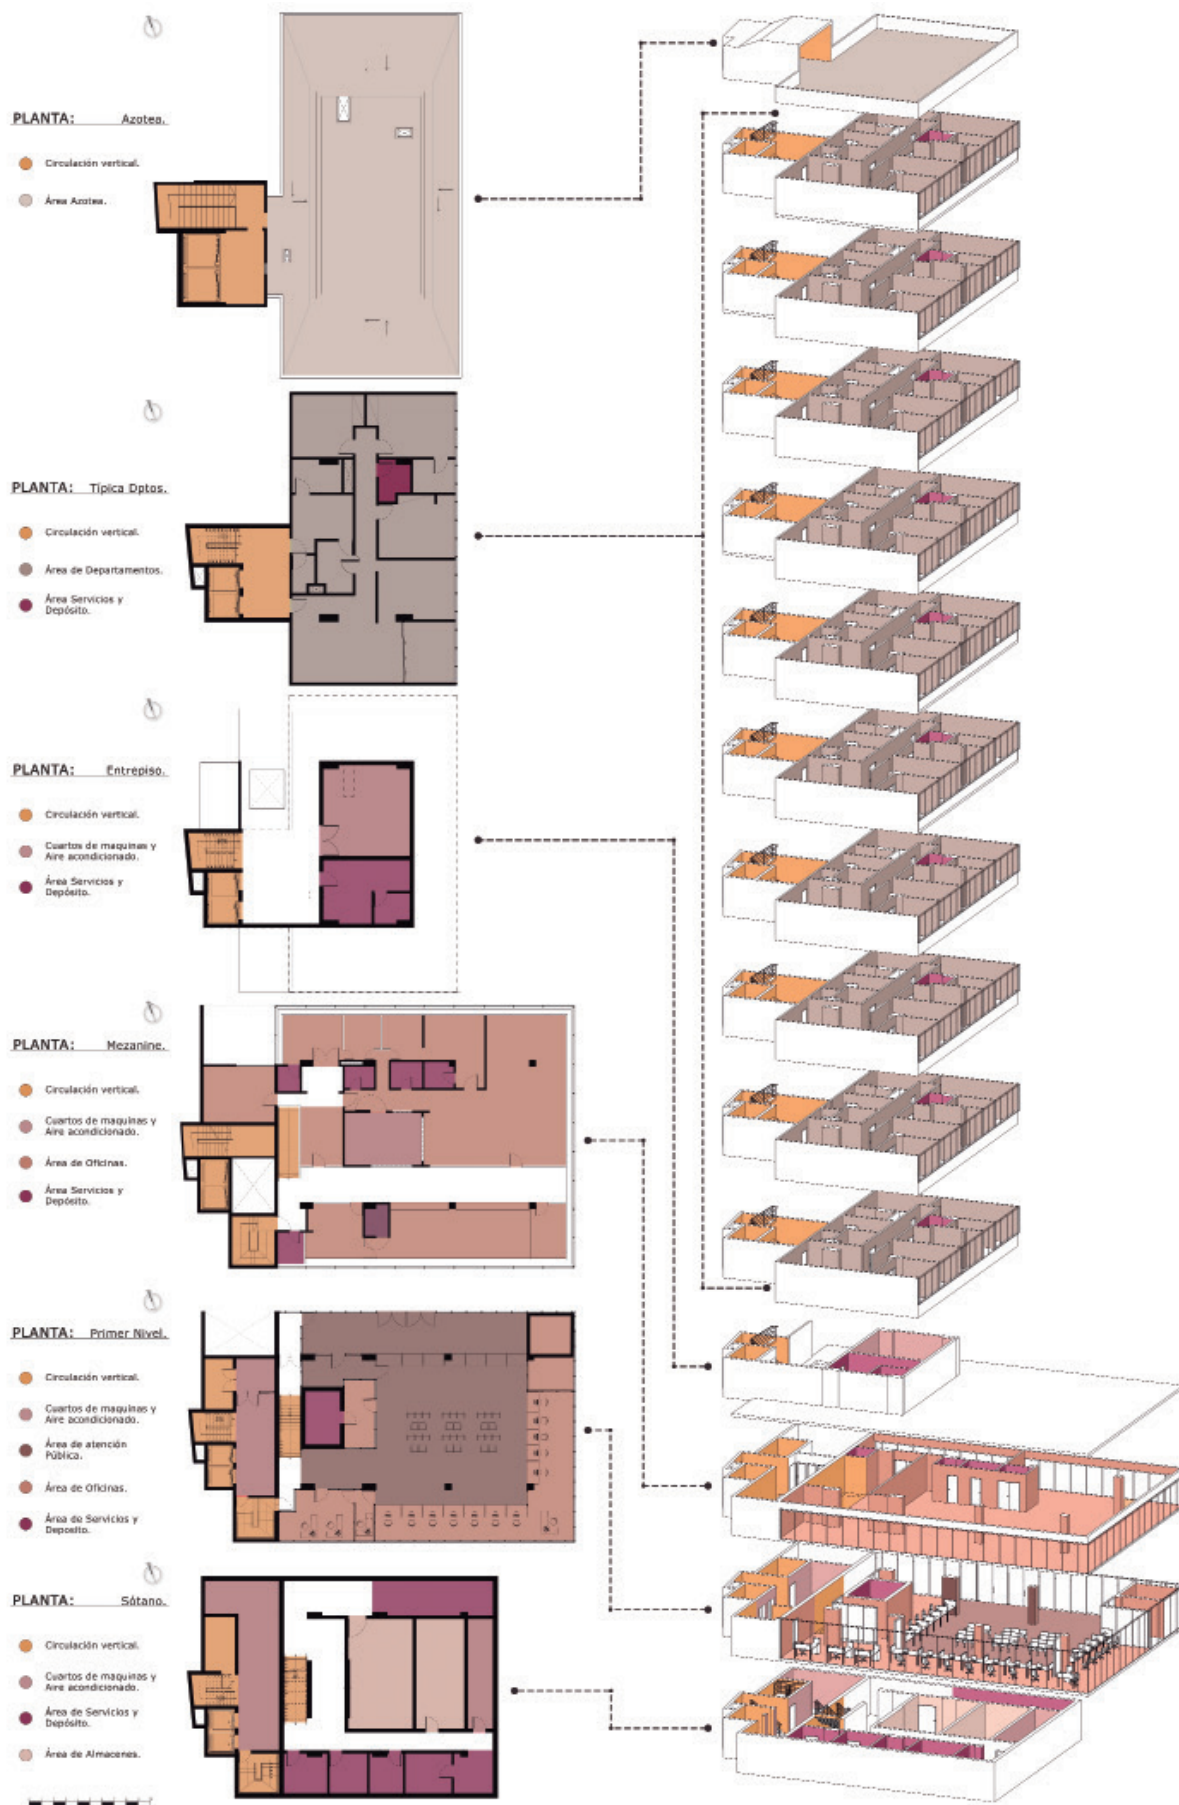 PLANTA: Azotea.
Circulación vertical.
Área Azotea.
PLANTA: Típica Dptos.
Circulación vertical.
Área de Departamentos.
Área Servicios y
Depósito.
PLANTA: Entrepiso.
Circulación vertical.
Cuartos de maquinas y
Aire acondicionado.
Área Servicios y
Depósito.
PLANTA: Mezanine.
Circulación vertical.
Cuartos de maquinas y
Aire acondicionado.
Área de Oficinas.
Área Servicios y
Depósito.
PLANTA: Primer Nivel.
Circulación vertical.
Cuartos de maquinas y
Aire acondicionado.
Área de atención
Pública.
Área de Oficinas.
Área de Servicios y
Deposito.
PLANTA: Sótano.
Circulación vertical.
Cuartos de maquinas y
Aire acondicionado.
Área de Servicios y
Depósito.
Área de Almacenes.